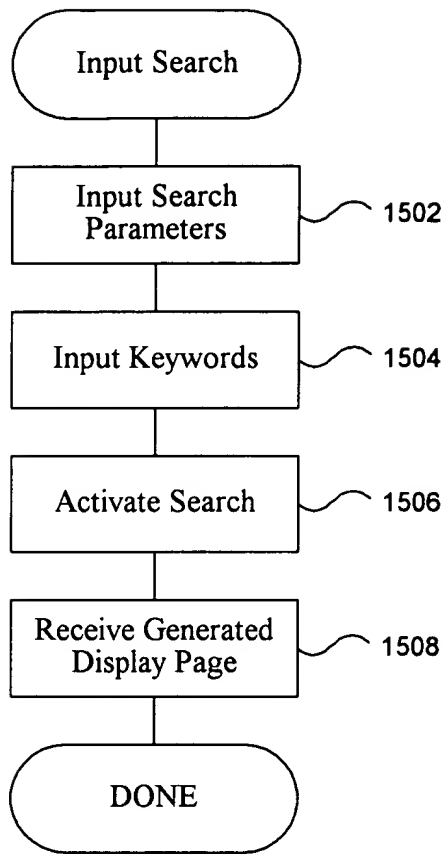 Input Search
Input Search
Parameters
1502
Input Keywords
1504
Activate Search
1506
Receive Generated
Display Page
1508
DONE